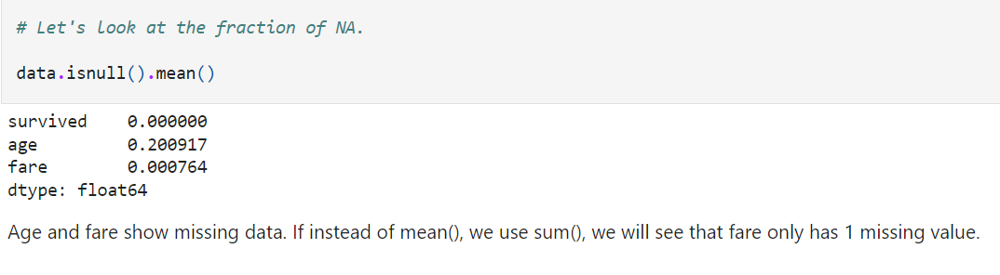 # Let's look at the fraction of NA.
data.isnull().mean()
survived    0.000000
age         0.200917
fare        0.000764
dtype: float64
Age and fare show missing data. If instead of mean(), we use sum(), we will see that fare only has 1 missing value.